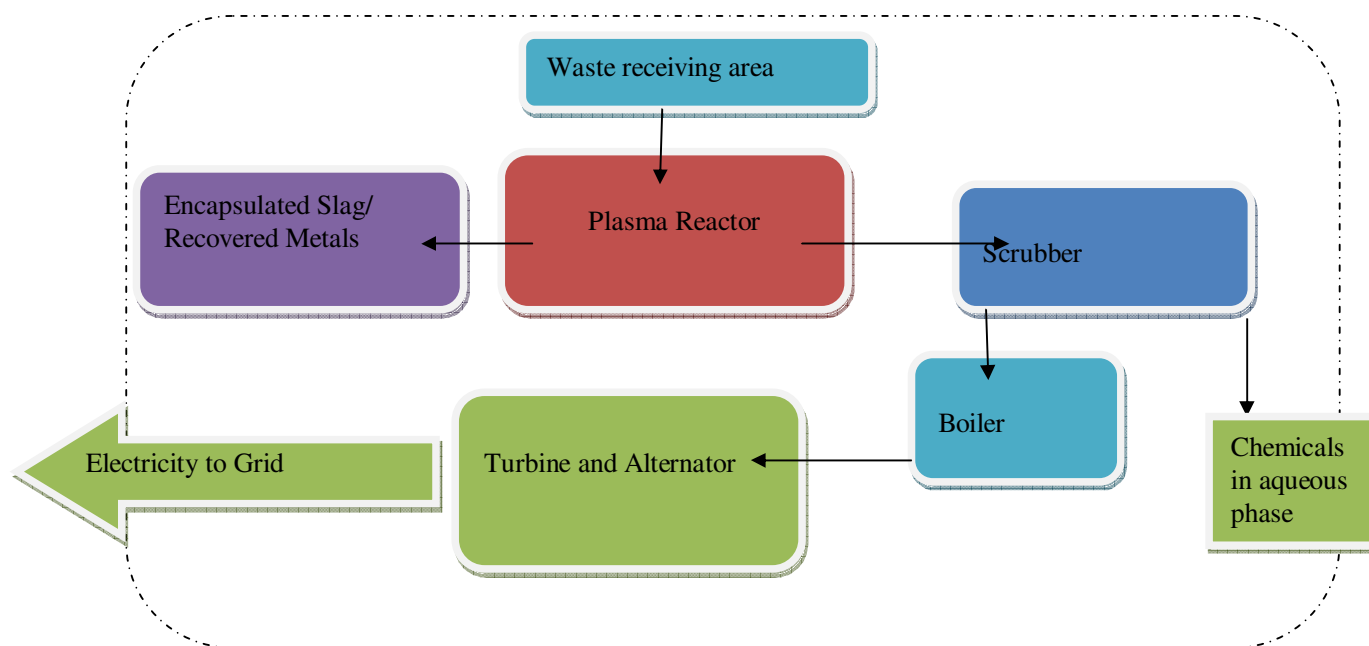 Waste receiving area
Encapsulated Slag/
Recovered Metals
Plasma Reactor
Scrubber
Boiler
Electricity to Grid
Turbine and Alternator
Chemicals
in aqueous
phase